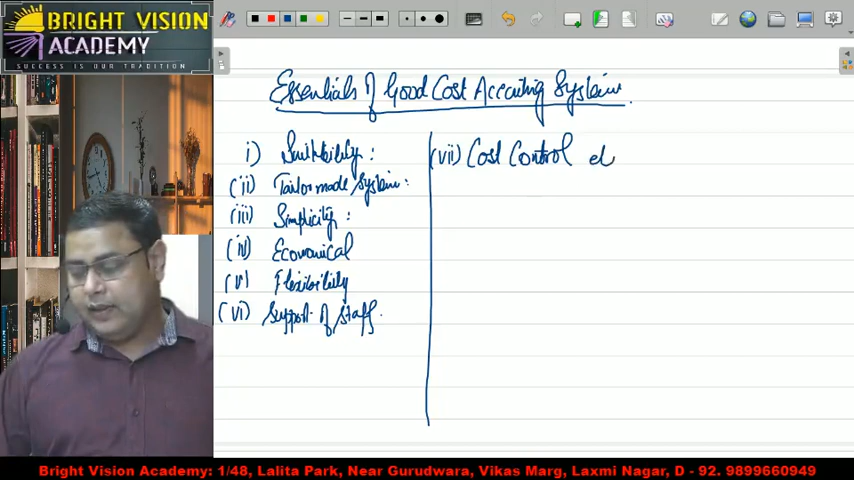 BRIGHT VISION
ACADEMY
SUCCESS IS OUR TRADITION
Essentials of Good Cost Accounting System.
i) Suitability:
(ii) Tailormade System:
(iii) Simplicity:
(iv) Economical
(v) Flexibility
(vi) Support of Staff.
(vii) Cost Control el
Bright Vision Academy: 1/48, Lalita Park, Near Gurudwara, Vikas Marg, Laxmi Nagar, D - 92. 9899660949